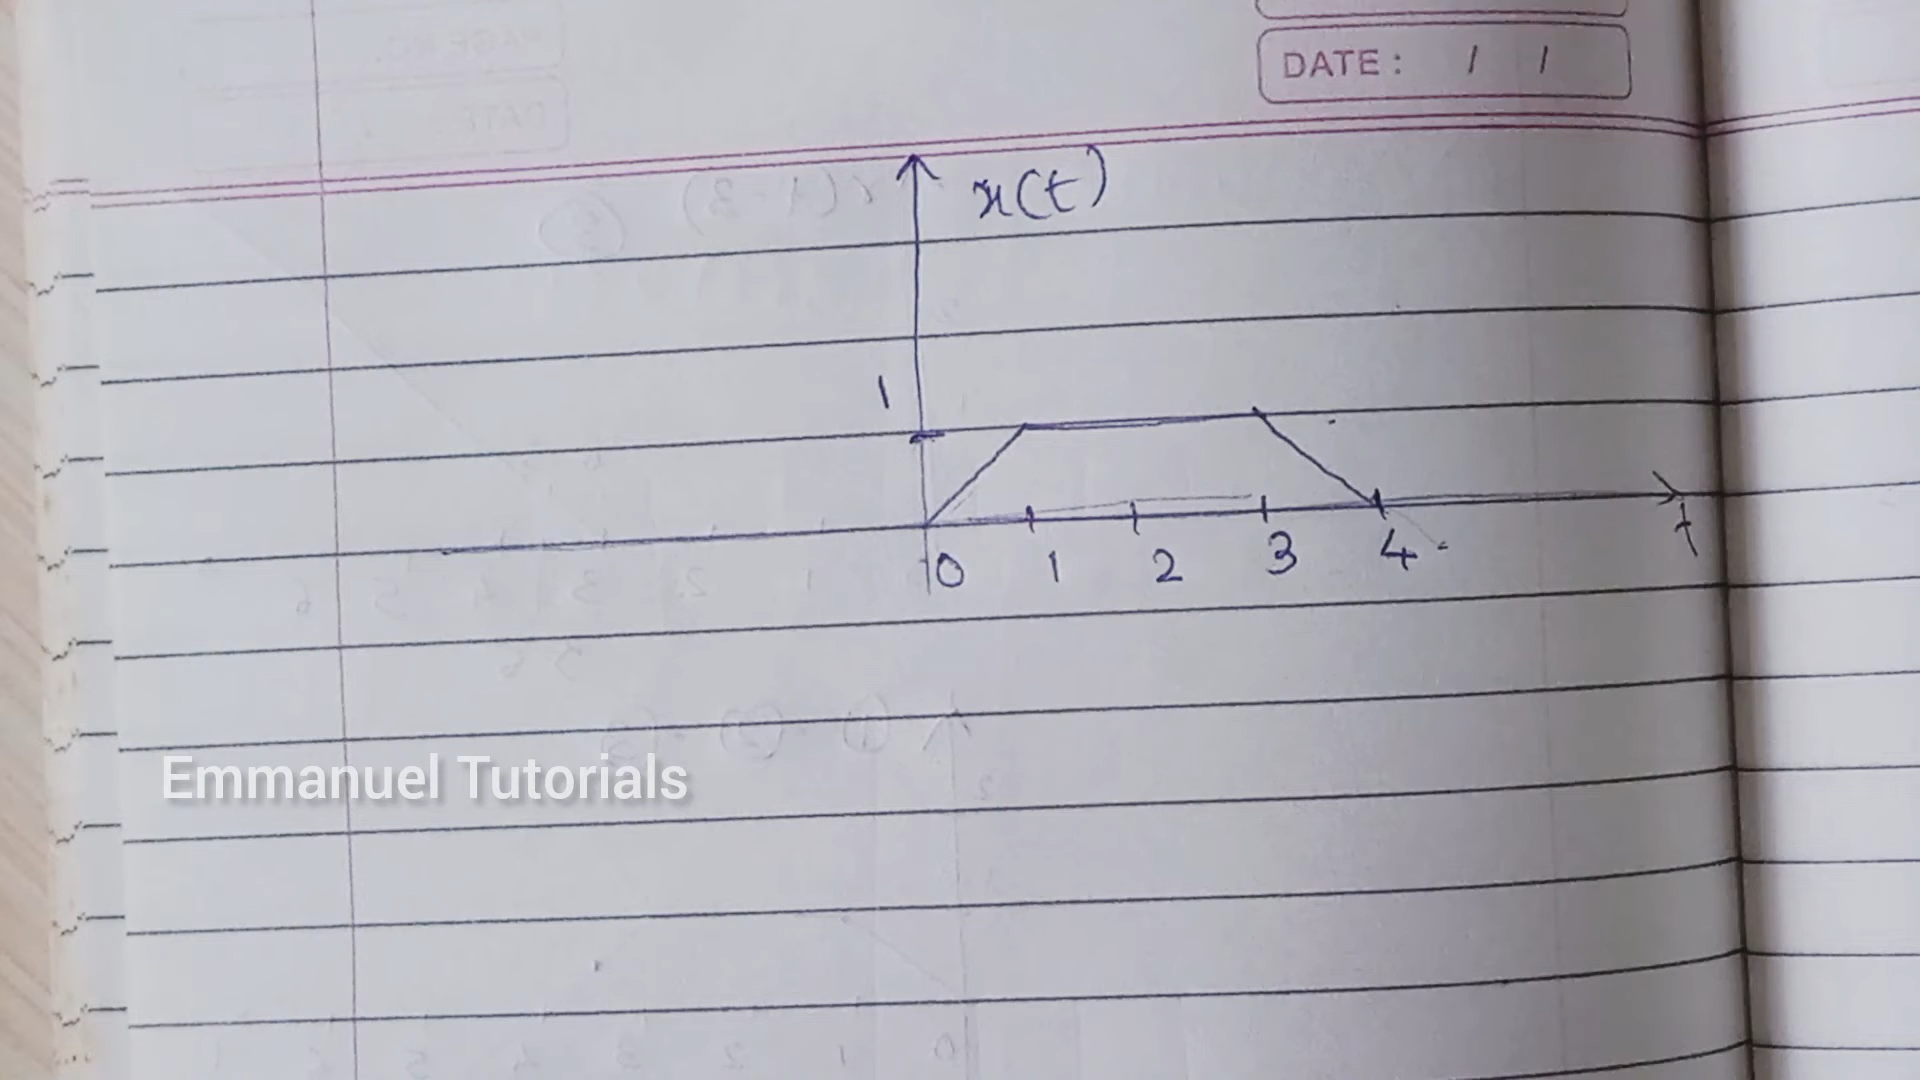 DATE: / /
x(t)
1
0 1 2 3 4
t
Emmanuel Tutorials